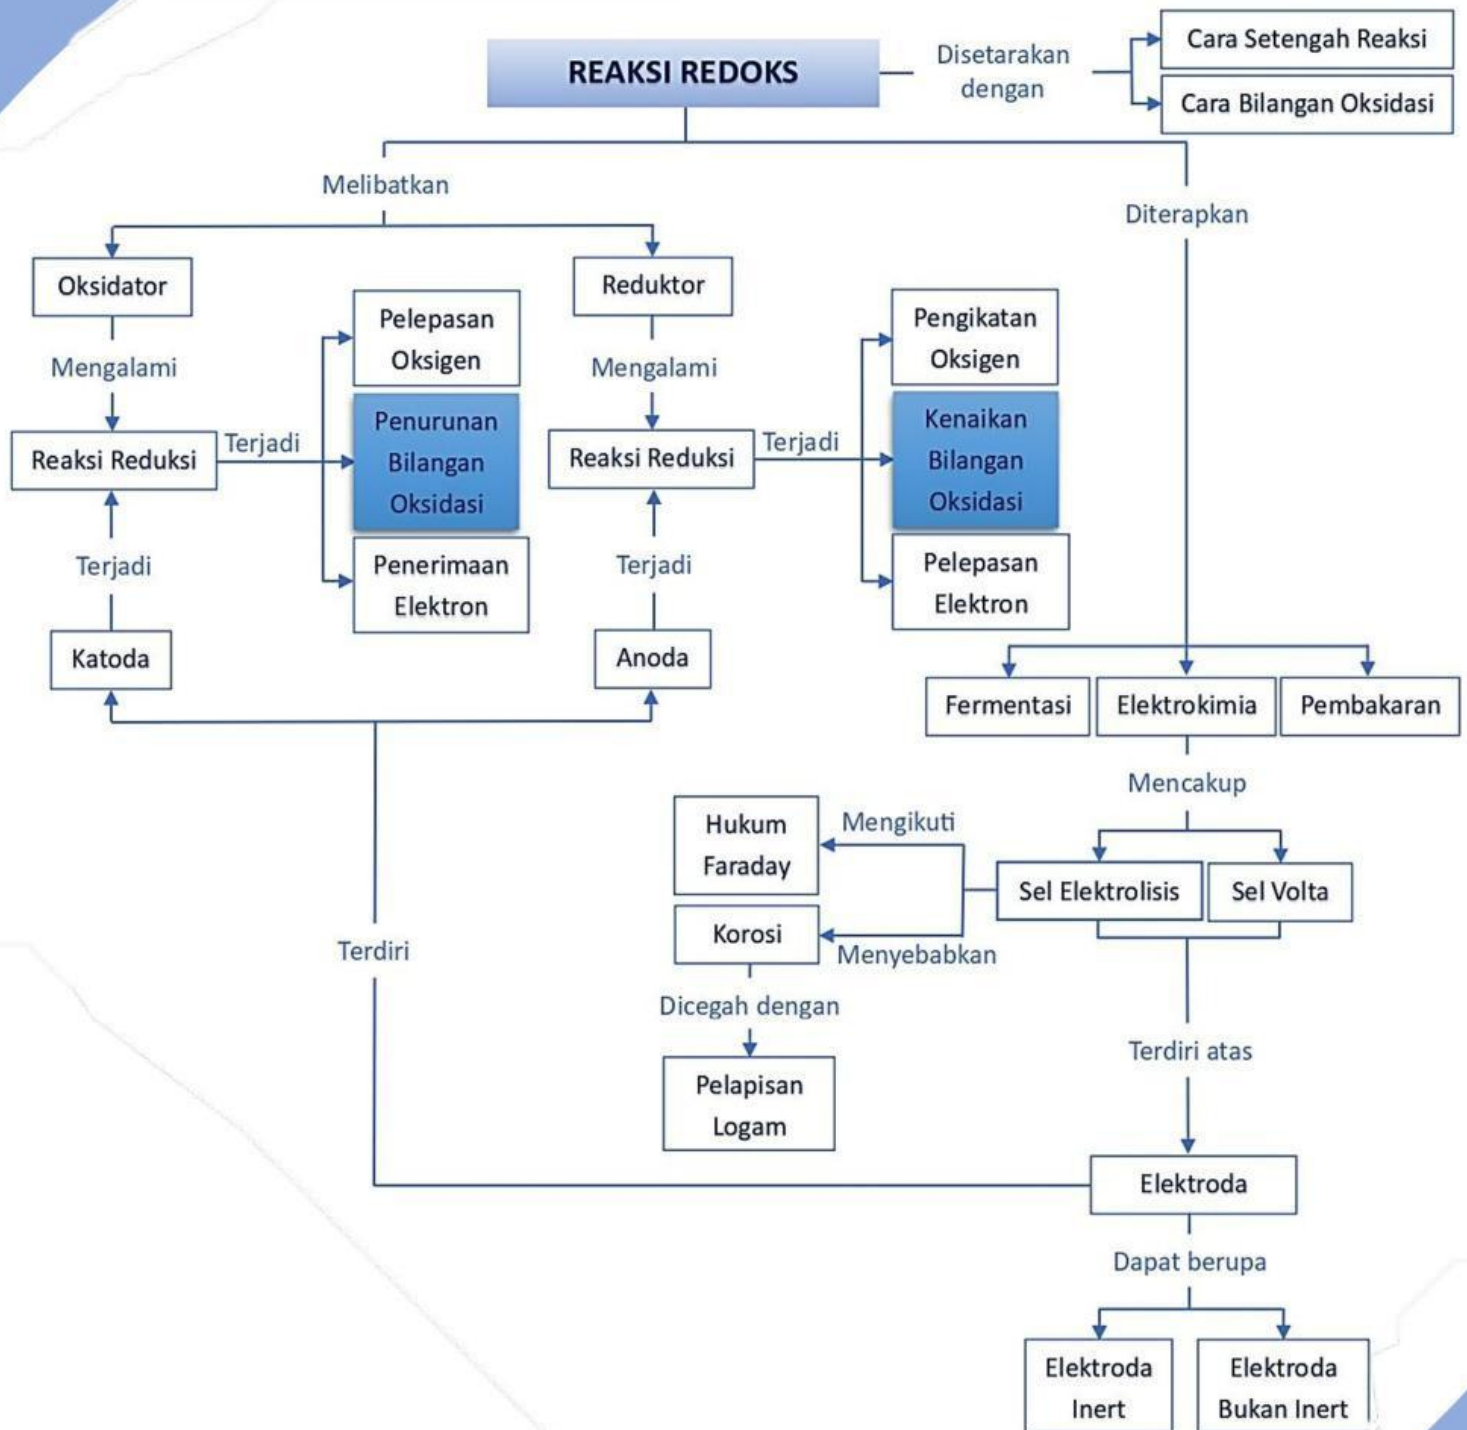 REAKSI REDOKS
Disetarakan
dengan
Cara Setengah Reaksi
Cara Bilangan Oksidasi
Melibatkan
Diterapkan
Oksidator
Reduktor
Mengalami
Pelepasan
Oksigen
Mengalami
Pengikatan
Oksigen
Reaksi Reduksi
Terjadi
Penurunan
Bilangan
Oksidasi
Reaksi Reduksi
Terjadi
Kenaikan
Bilangan
Oksidasi
Terjadi
Penerimaan
Elektron
Terjadi
Pelepasan
Elektron
Katoda
Anoda
Fermentasi
Elektrokimia
Pembakaran
Mencakup
Hukum
Faraday
Mengikuti
Sel Elektrolisis
Sel Volta
Korosi
Menyebabkan
Terdiri
Dicegah dengan
Terdiri atas
Pelapisan
Logam
Elektroda
Dapat berupa
Elektroda
Inert
Elektroda
Bukan Inert